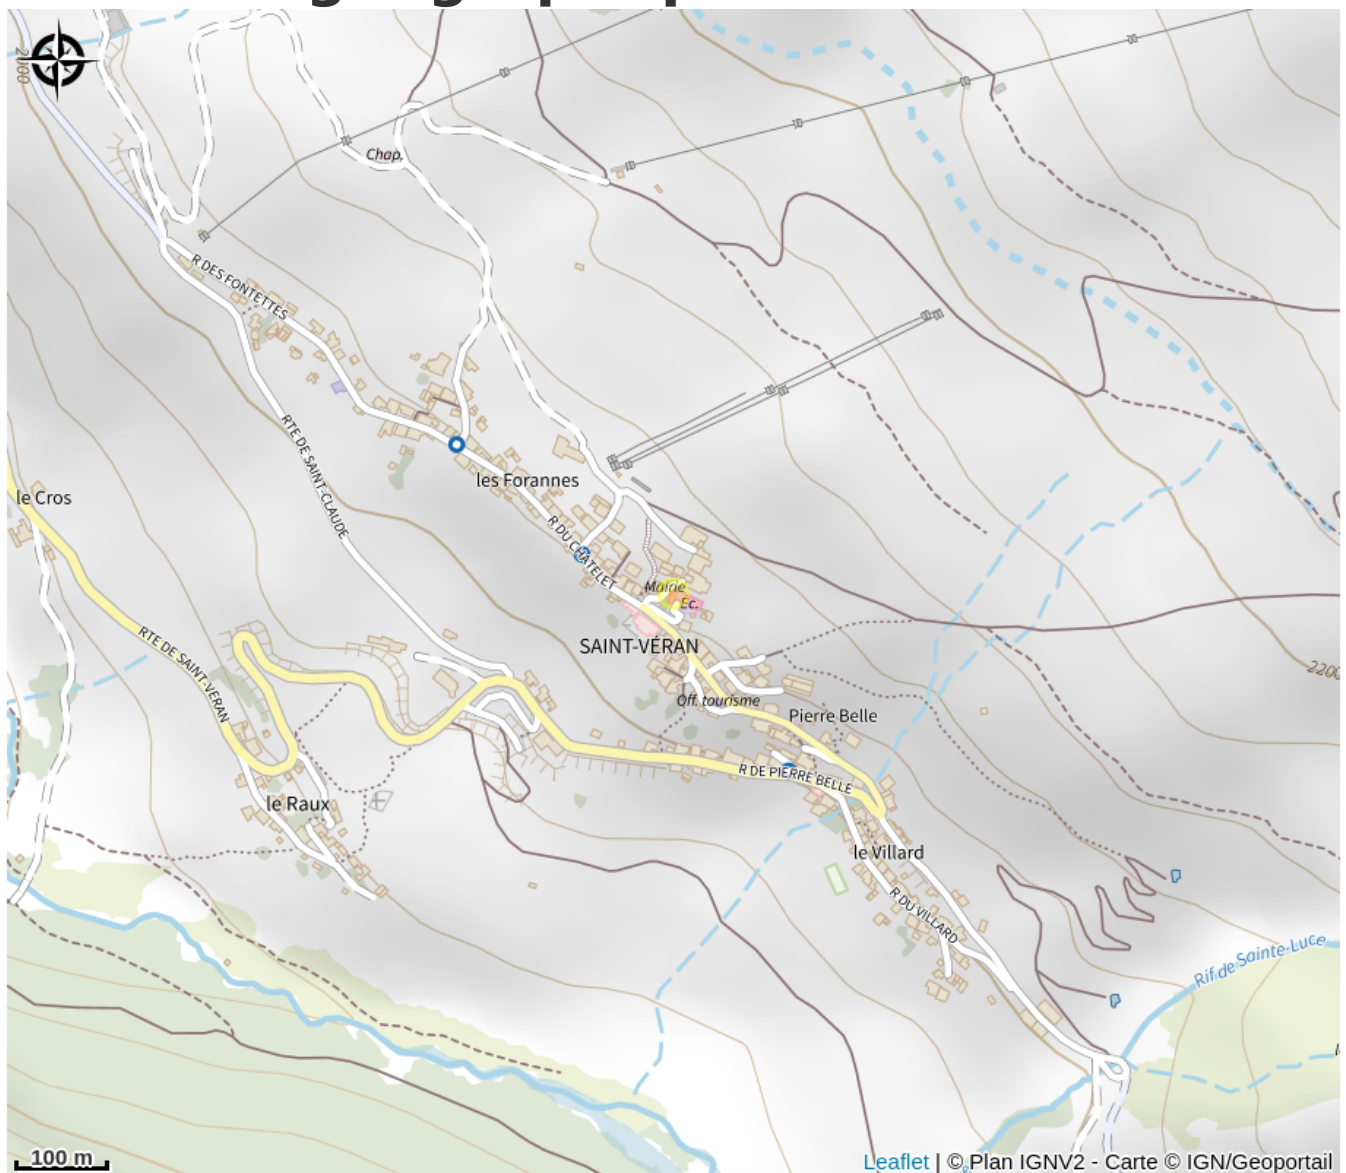 2000
Chap.
R DES FONTETTES
RTE DE SAINT-CLAUDE
les Forannes
le Cros
R DU CHATELET
Mairie
Ec.
SAINT-VÉRAN
RTE DE SAINT-VERAN
2200
Off. tourisme
Pierre Belle
R DE PIERRE BELLE
le Raux
le Villard
R DU VILLARD
Rif de Sainte-Luce
100 m
Leaflet | © Plan IGNV2 - Carte © IGN/Geoportail